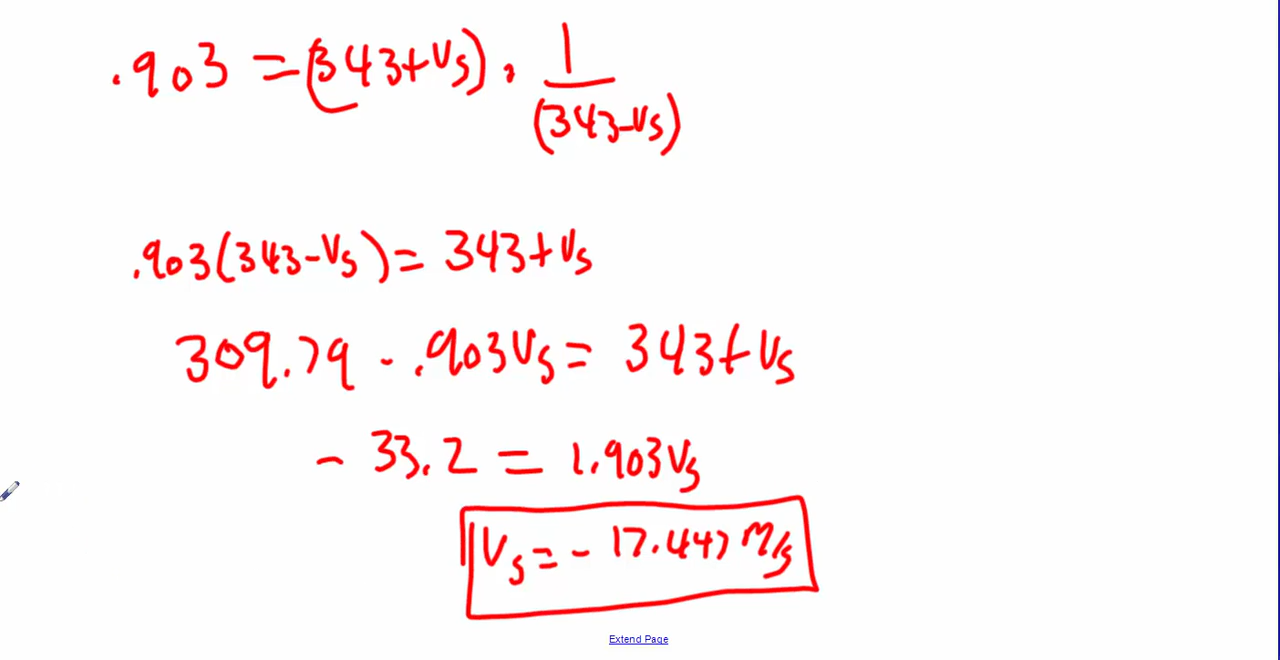 .903 = (343+Vs) · 1/(343-Vs)
.903(343-Vs) = 343+Vs
309.79 - .903Vs = 343+Vs
- 33.2 = 1.903Vs
Vs = - 17.447 m/s
Extend Page